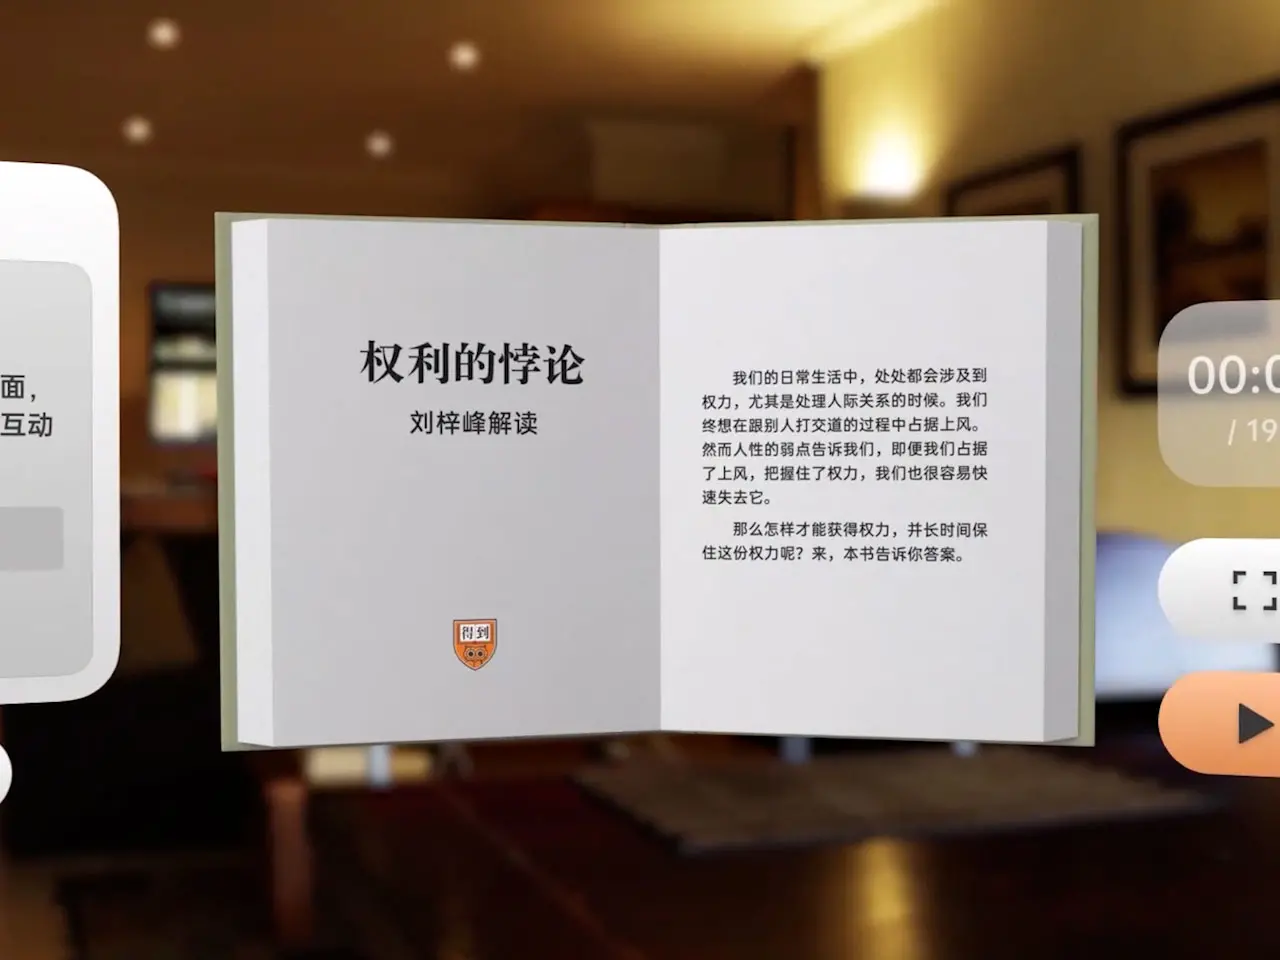 面，
互动
权利的悖论
刘梓峰解读
得到
我们的日常生活中，处处都会涉及到
权力，尤其是处理人际关系的时候。我们
终想在跟别人打交道的过程中占据上风。
然而人性的弱点告诉我们，即便我们占据
了上风，把握住了权力，我们也很容易快
速失去它。
那么怎样才能获得权力，并长时间保
住这份权力呢？来，本书告诉你答案。
00:0
/ 19